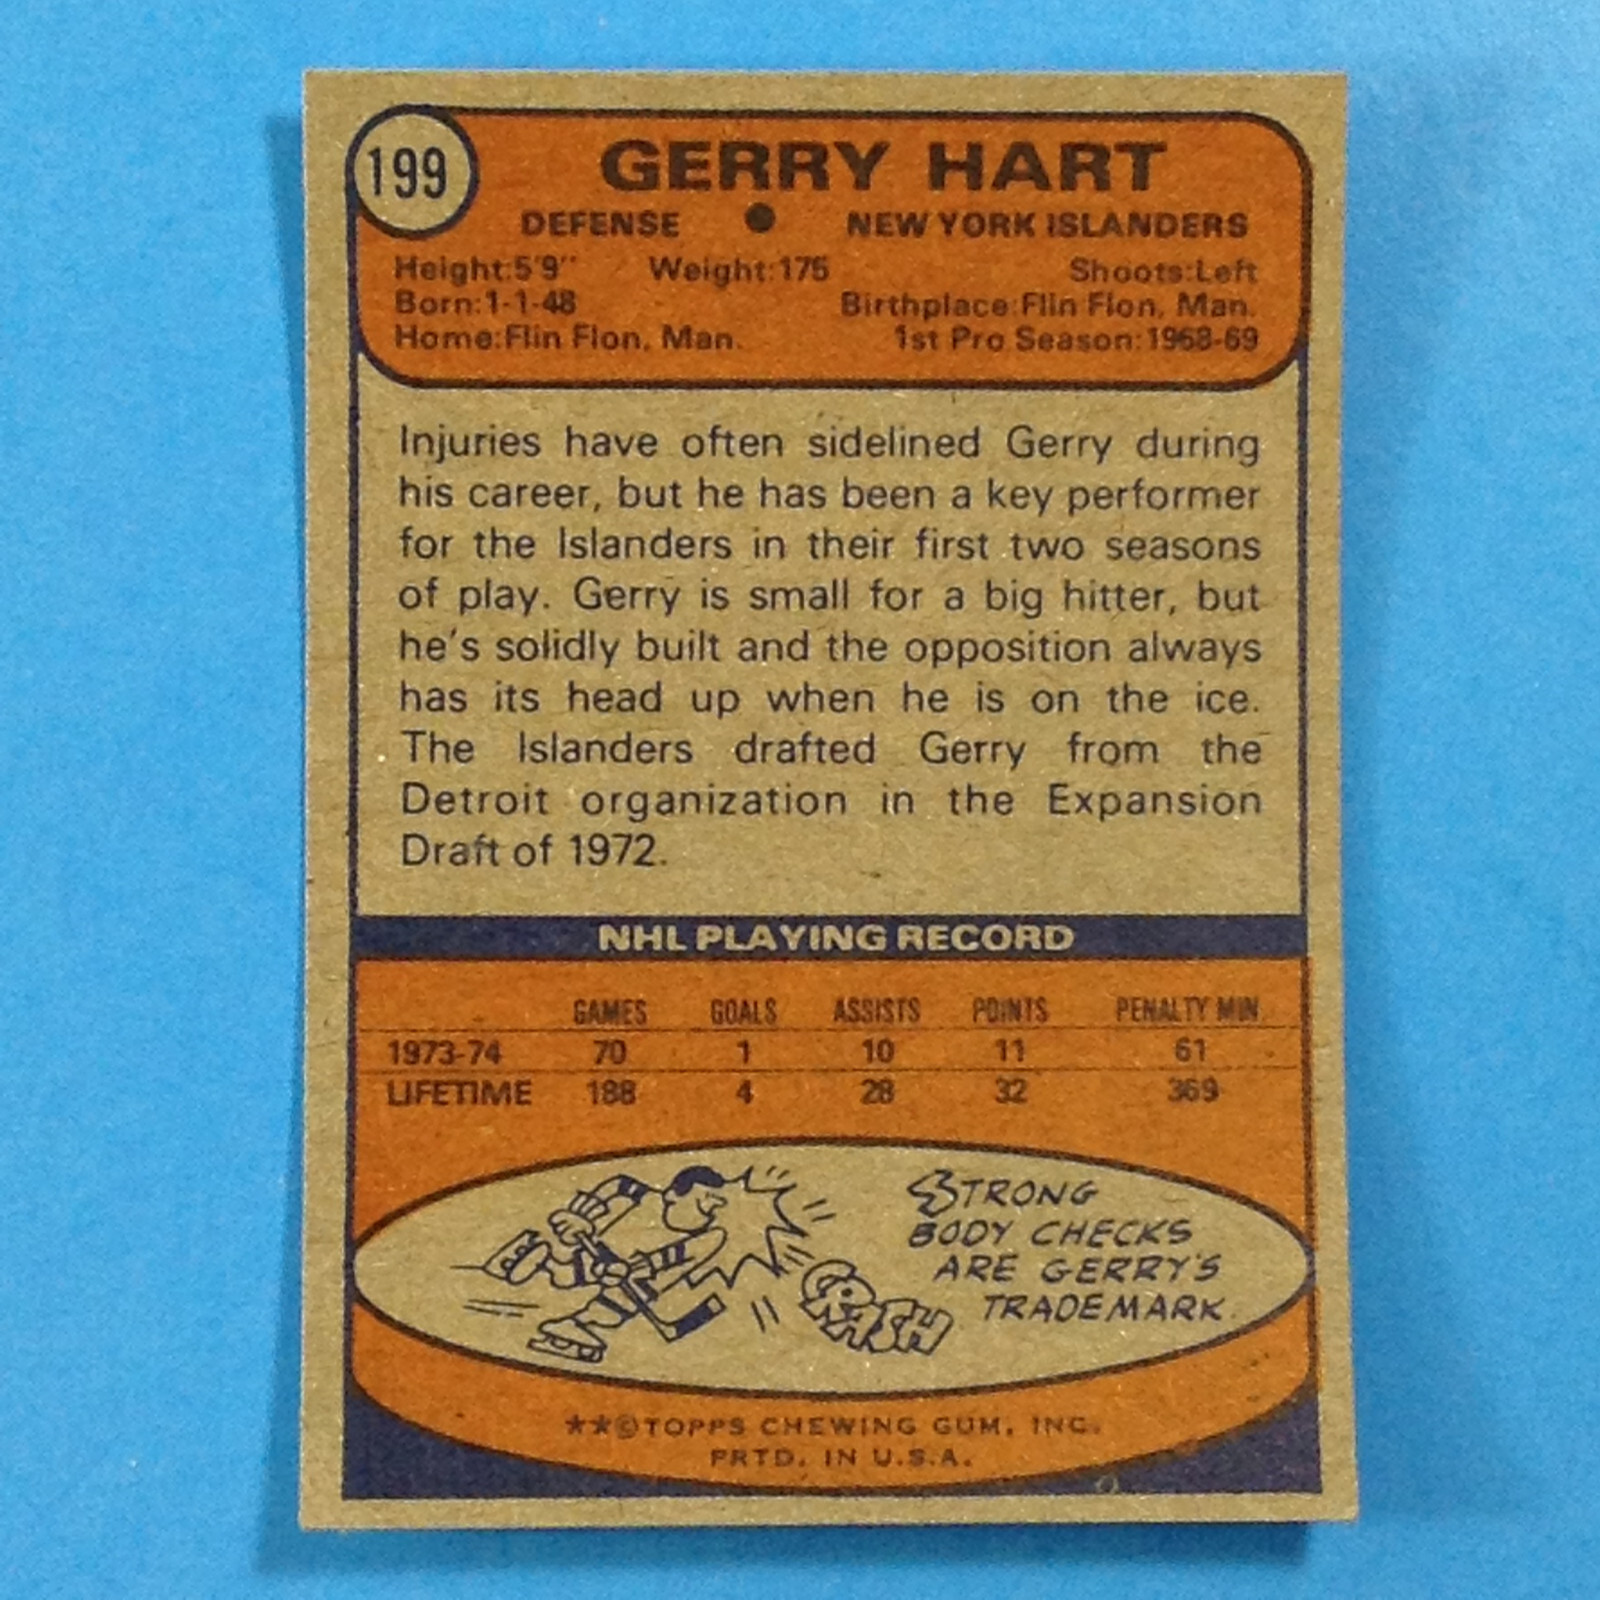 199
GERRY HART
DEFENSE ● NEW YORK ISLANDERS
Height:5'9" Weight:175 Shoots:Left
Born:1-1-48 Birthplace:Flin Flon, Man.
Home:Flin Flon, Man. 1st Pro Season:1968-69
Injuries have often sidelined Gerry during
his career, but he has been a key performer
for the Islanders in their first two seasons
of play. Gerry is small for a big hitter, but
he's solidly built and the opposition always
has its head up when he is on the ice.
The Islanders drafted Gerry from the
Detroit organization in the Expansion
Draft of 1972.
NHL PLAYING RECORD
GAMES GOALS ASSISTS POINTS PENALTY MIN
1973-74 70 1 10 11 61
LIFETIME 188 4 28 32 369
STRONG
BODY CHECKS
ARE GERRY'S
TRADEMARK.
CRASH
**©TOPPS CHEWING GUM, INC.
PRTD. IN U.S.A.